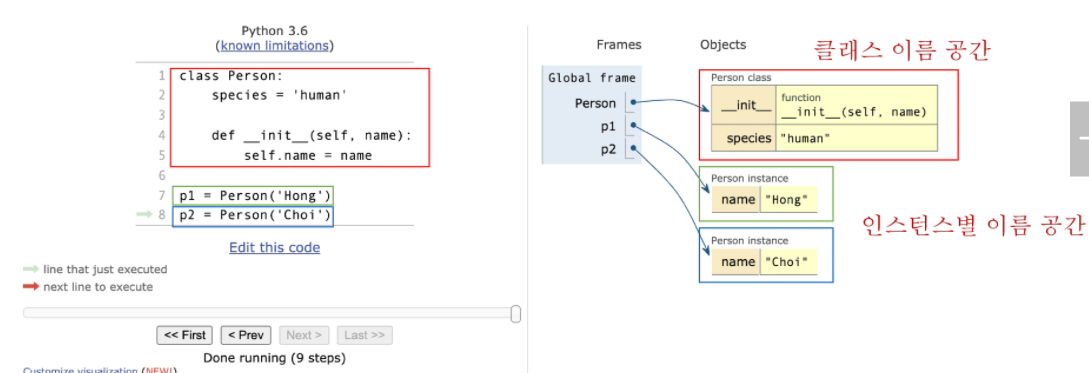 Python 3.6
(known limitations)
1 class Person:
2     species = 'human'
3
4     def __init__(self, name):
5         self.name = name
6
7 p1 = Person('Hong')
8 p2 = Person('Choi')
Edit this code
line that just executed
next line to execute
<< First < Prev Next > Last >>
Done running (9 steps)
Customize visualization (NEW!)
Frames Objects
클래스 이름 공간
Global frame
Person
p1
p2
Person class
__init__ function
__init__(self, name)
species "human"
Person instance
name "Hong"
인스턴스별 이름 공간
Person instance
name "Choi"